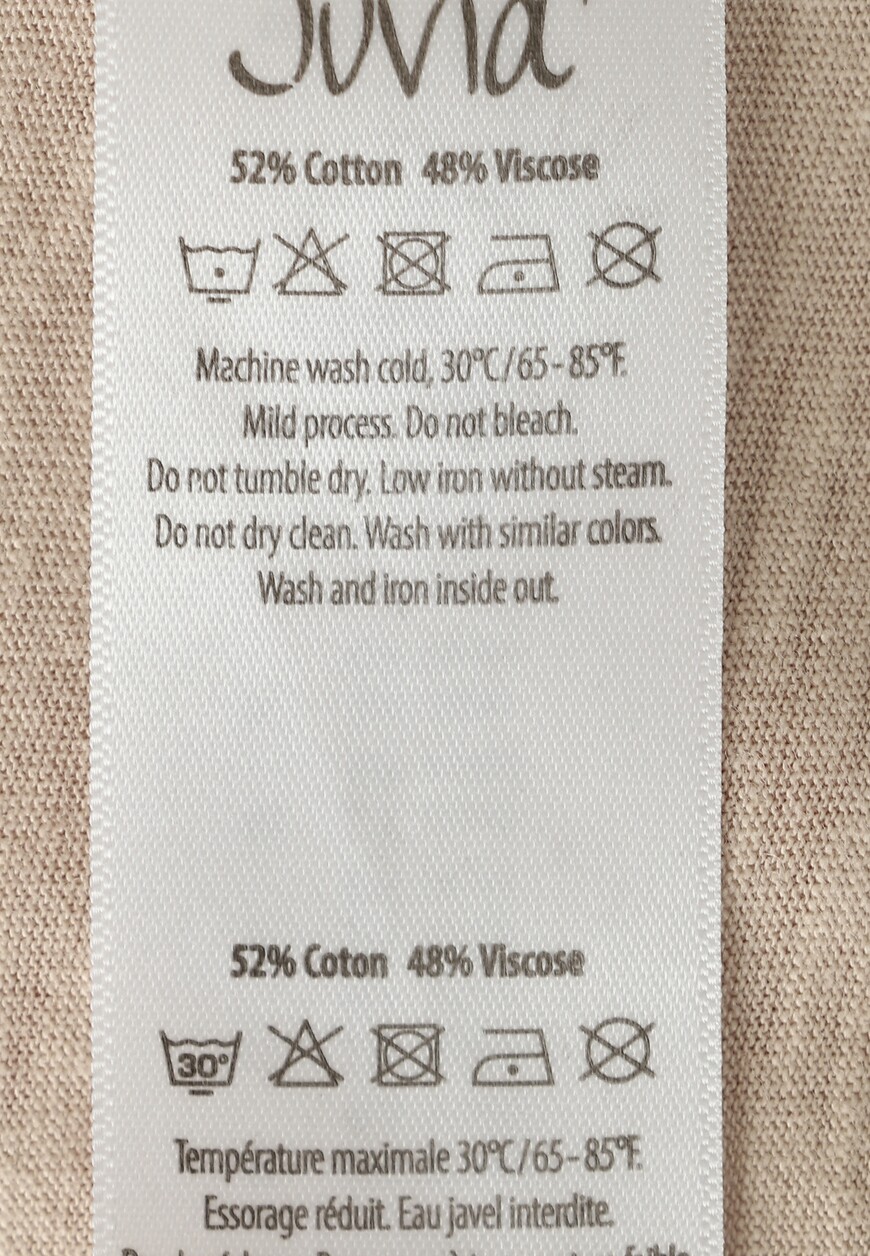 Juvia
52% Cotton 48% Viscose
Machine wash cold, 30°C/65-85°F.
Mild process. Do not bleach.
Do not tumble dry. Low iron without steam.
Do not dry clean. Wash with similar colors.
Wash and iron inside out.
52% Coton 48% Viscose
30°
Température maximale 30°C/65-85°F.
Essorage réduit. Eau javel interdite.